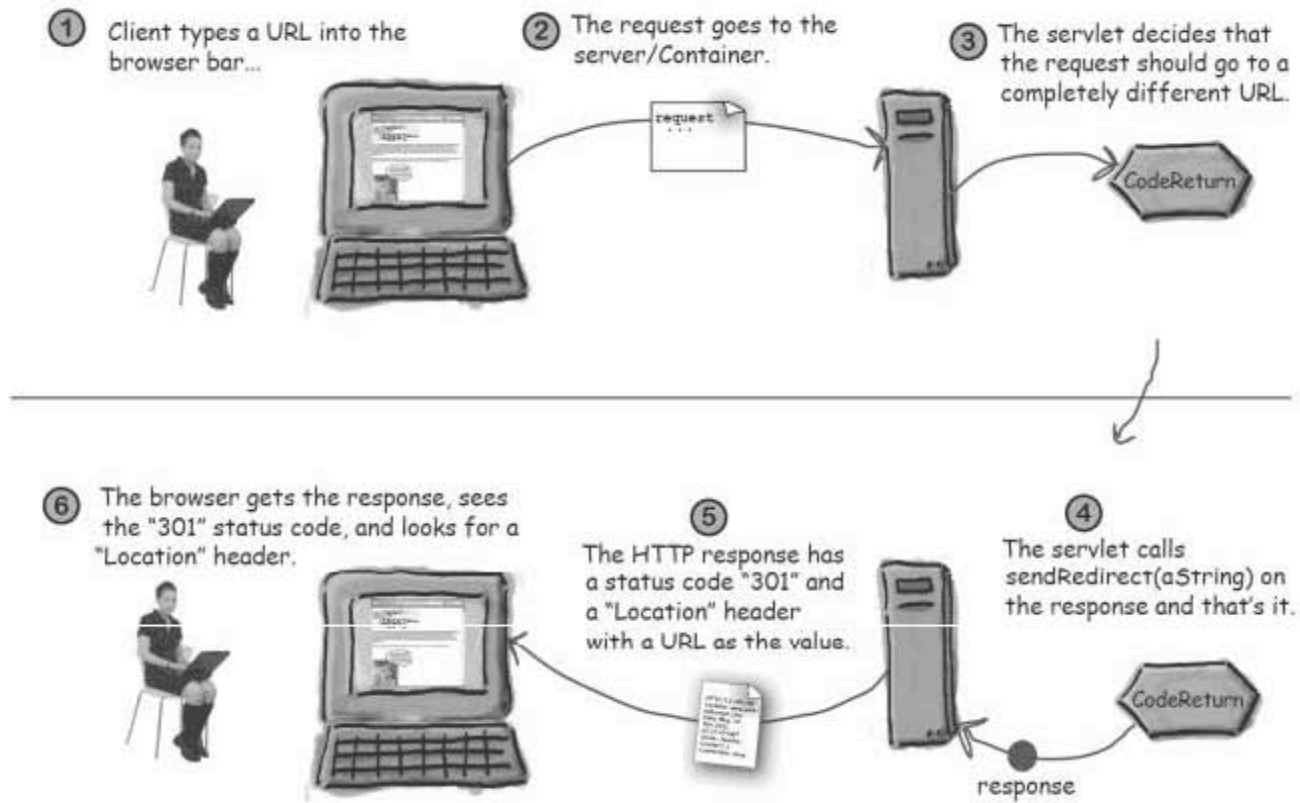 1
Client types a URL into the
browser bar...
2
The request goes to the
server/Container.
request
...
3
The servlet decides that
the request should go to a
completely different URL.
CodeReturn
6
The browser gets the response, sees
the “301” status code, and looks for a
“Location” header.
5
The HTTP response has
a status code “301” and
a “Location” header
with a URL as the value.
4
The servlet calls
sendRedirect(aString) on
the response and that’s it.
CodeReturn
response